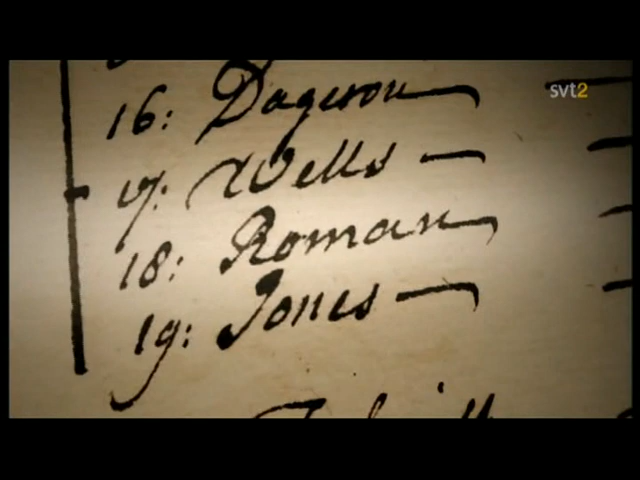 svt2
16: Dageron
17: Wells
18: Roman
19: Jones